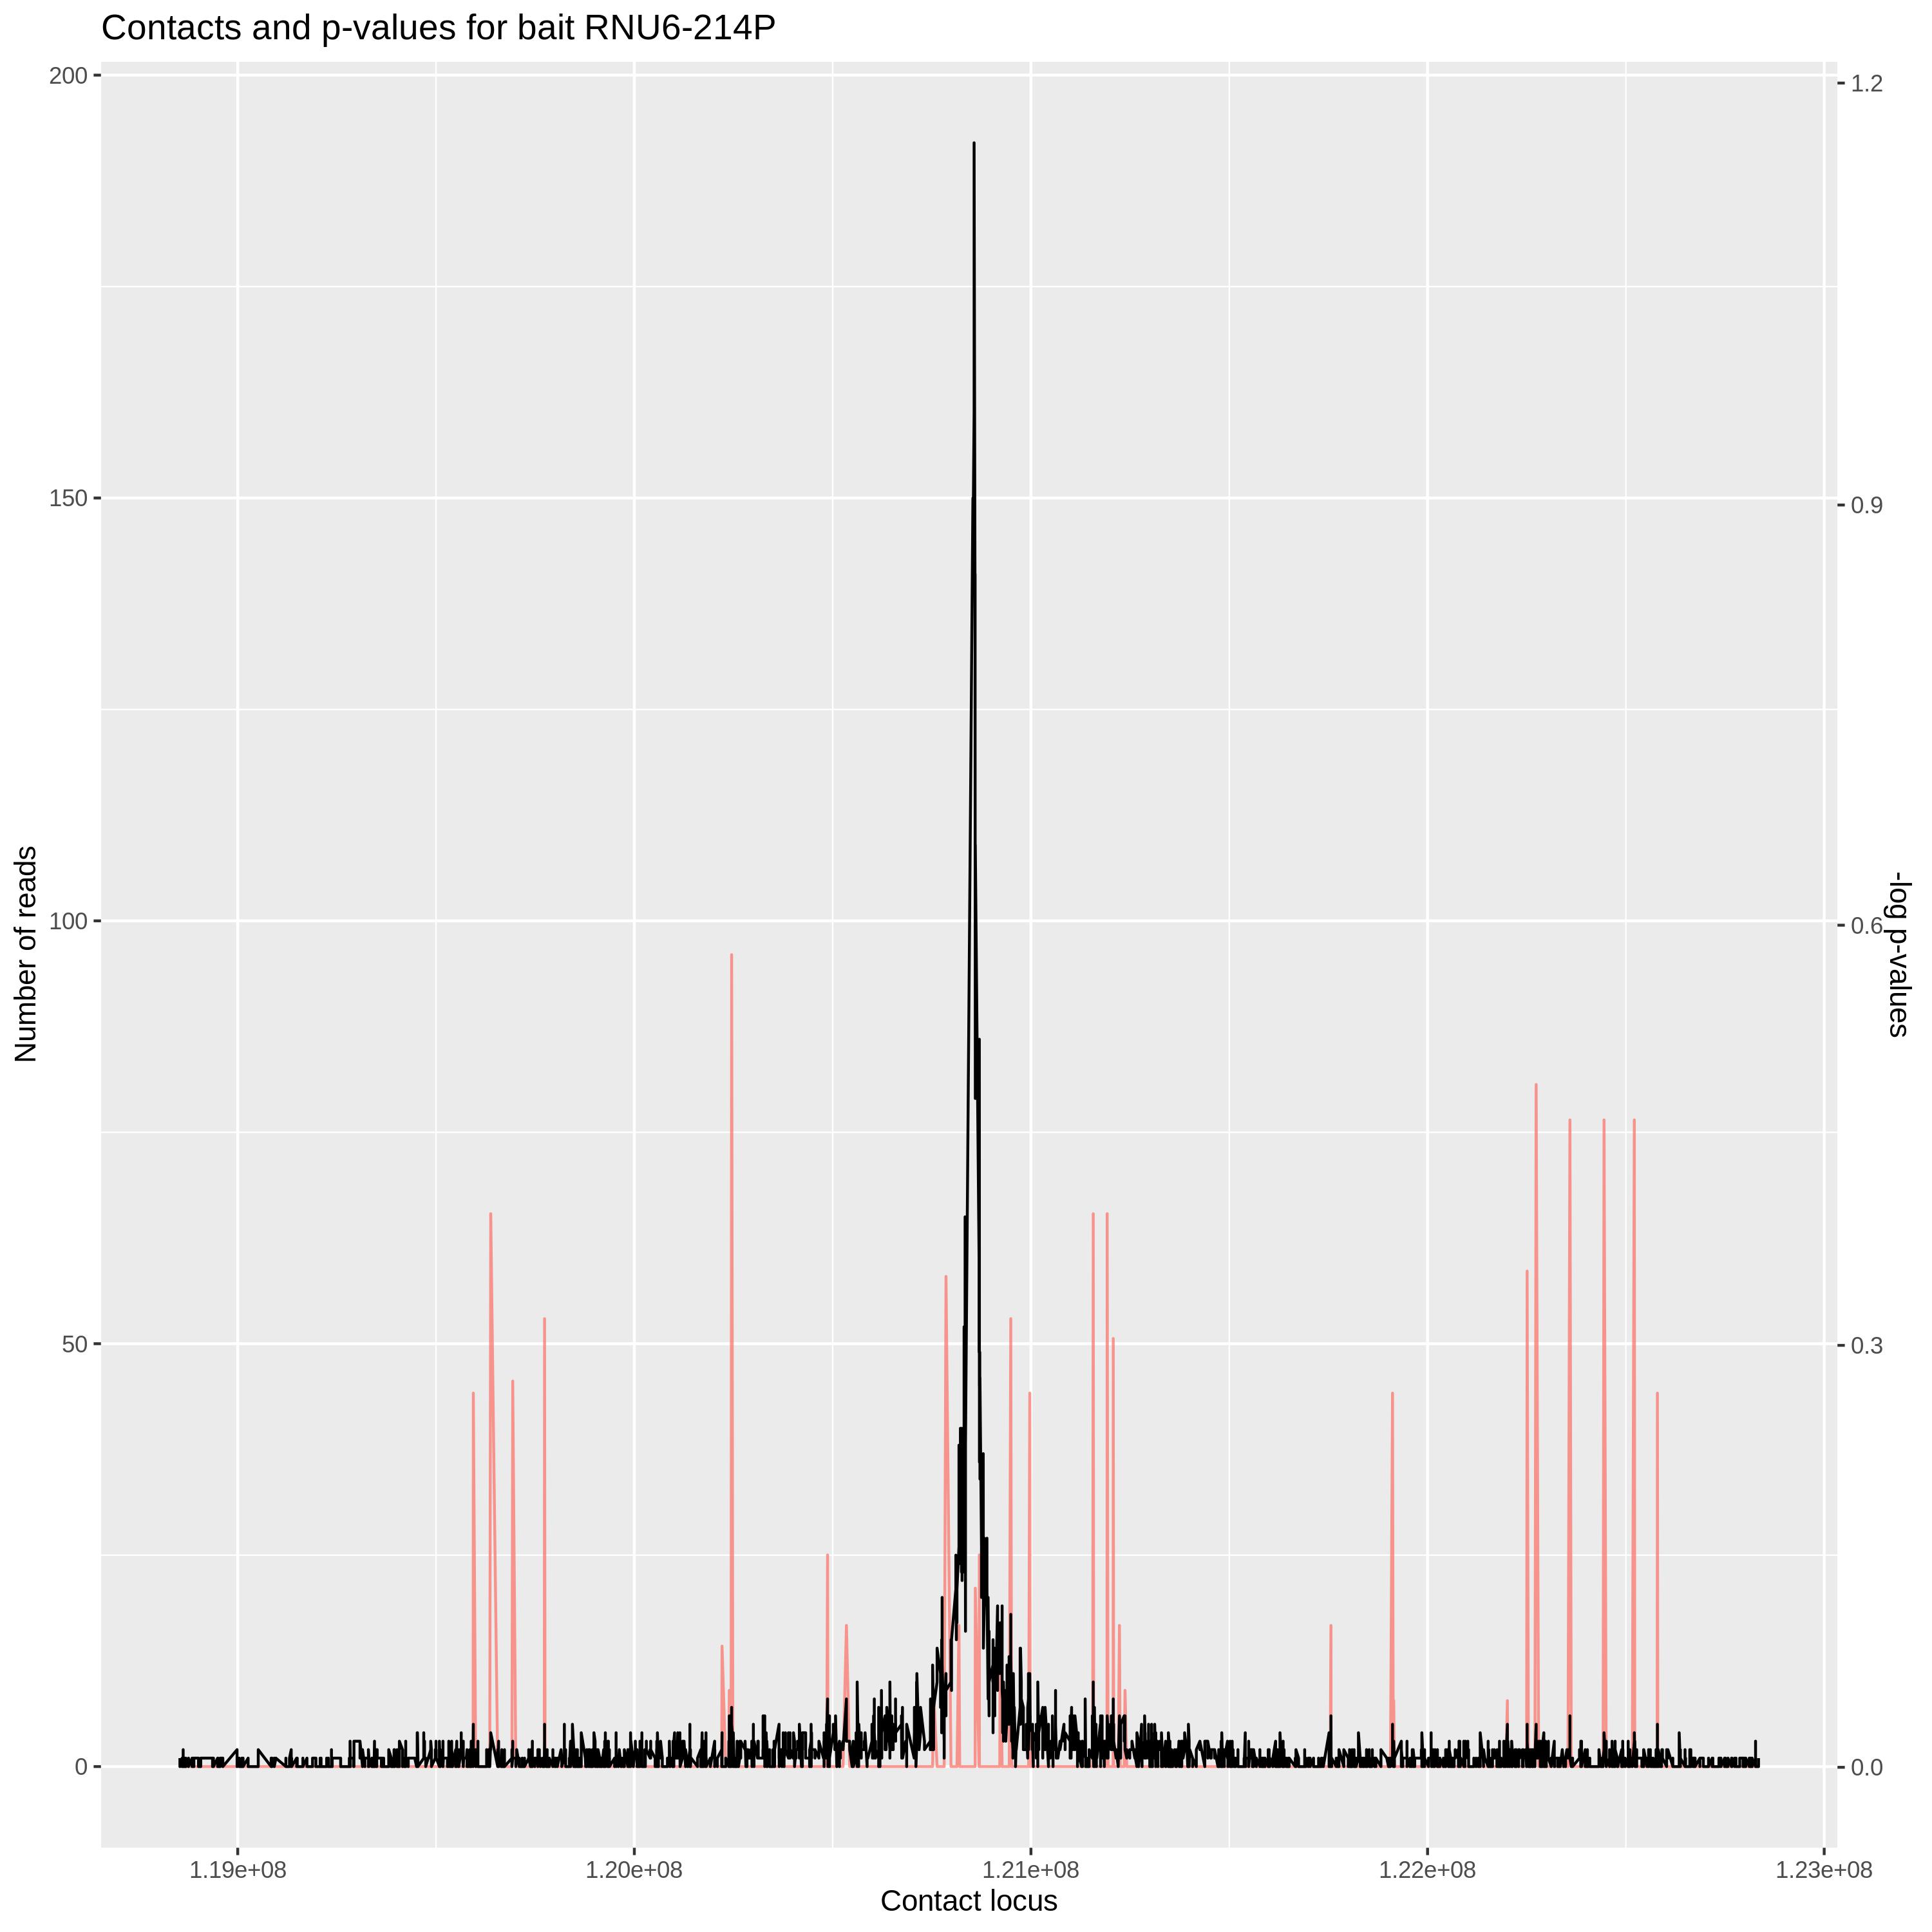 Contacts and p-values for bait RNU6-214P
200
150
100
50
0
Number of reads
1.2
0.9
0.6
0.3
0.0
-log p-values
1.19e+08
1.20e+08
1.21e+08
1.22e+08
1.23e+08
Contact locus